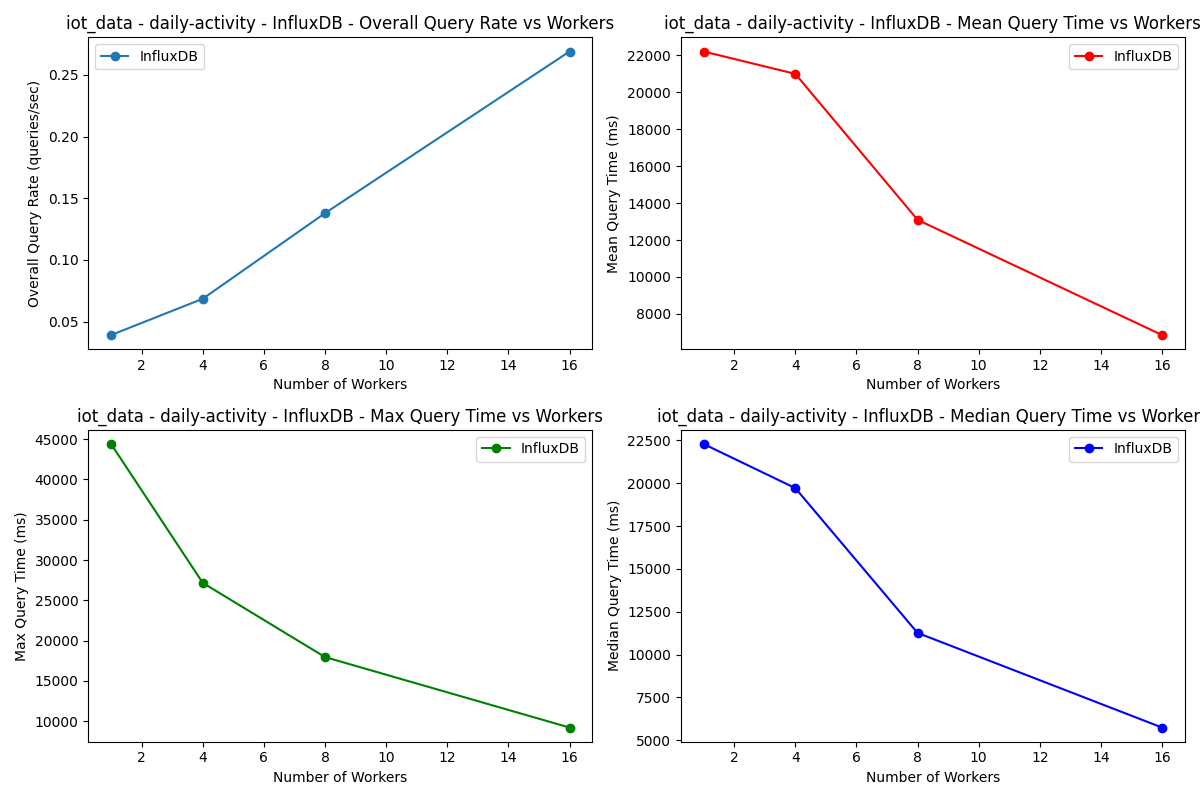 iot_data - daily-activity - InfluxDB - Overall Query Rate vs Workers
InfluxDB
Overall Query Rate (queries/sec)
0.25
0.20
0.15
0.10
0.05
2 4 6 8 10 12 14 16
Number of Workers
iot_data - daily-activity - InfluxDB - Mean Query Time vs Workers
InfluxDB
Mean Query Time (ms)
22000
20000
18000
16000
14000
12000
10000
8000
2 4 6 8 10 12 14 16
Number of Workers
iot_data - daily-activity - InfluxDB - Max Query Time vs Workers
InfluxDB
Max Query Time (ms)
45000
40000
35000
30000
25000
20000
15000
10000
2 4 6 8 10 12 14 16
Number of Workers
iot_data - daily-activity - InfluxDB - Median Query Time vs Worker
InfluxDB
Median Query Time (ms)
22500
20000
17500
15000
12500
10000
7500
5000
2 4 6 8 10 12 14 16
Number of Workers